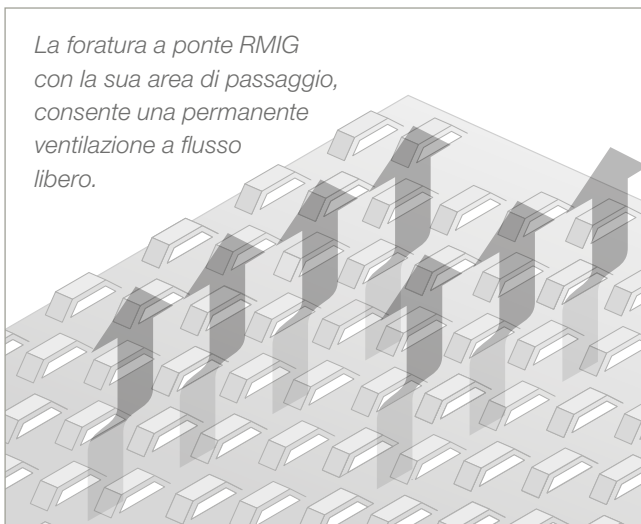 La foratura a ponte RMIG
con la sua area di passaggio,
consente una permanente
ventilazione a flusso
libero.